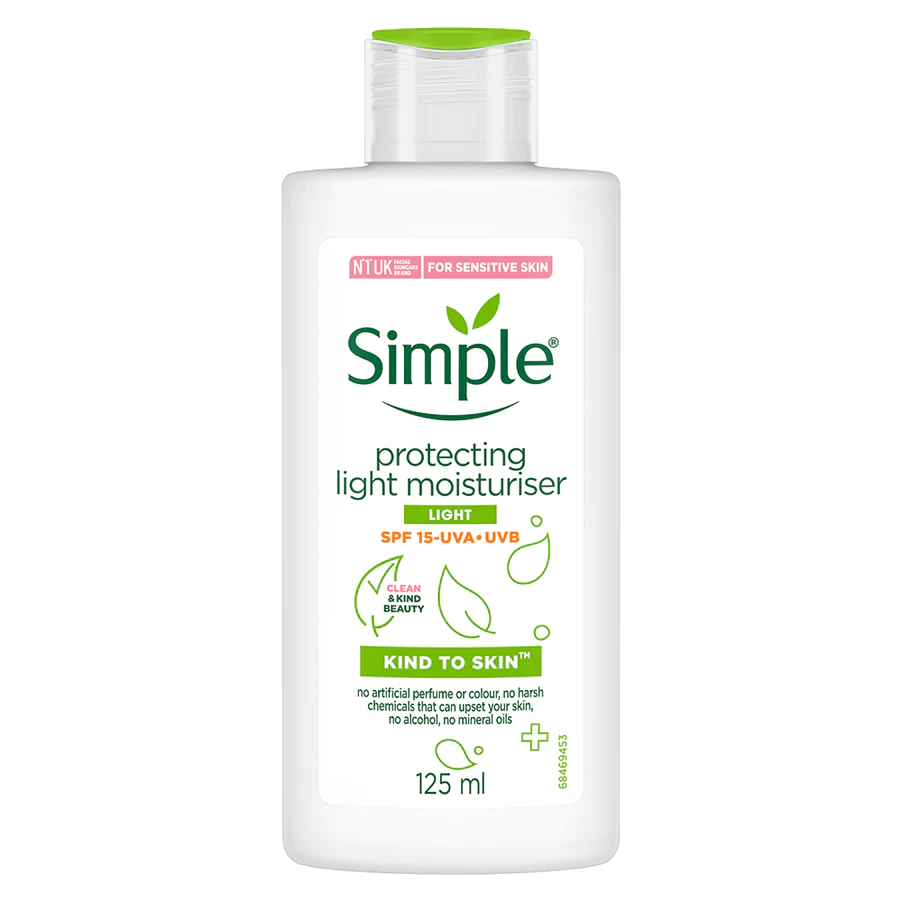 N°1 UK FACIAL SKINCARE BRAND FOR SENSITIVE SKIN
Simple®
protecting
light moisturiser
LIGHT
SPF 15-UVA•UVB
CLEAN
& KIND
BEAUTY
KIND TO SKIN™
no artificial perfume or colour, no harsh
chemicals that can upset your skin,
no alcohol, no mineral oils
125 ml
68469453